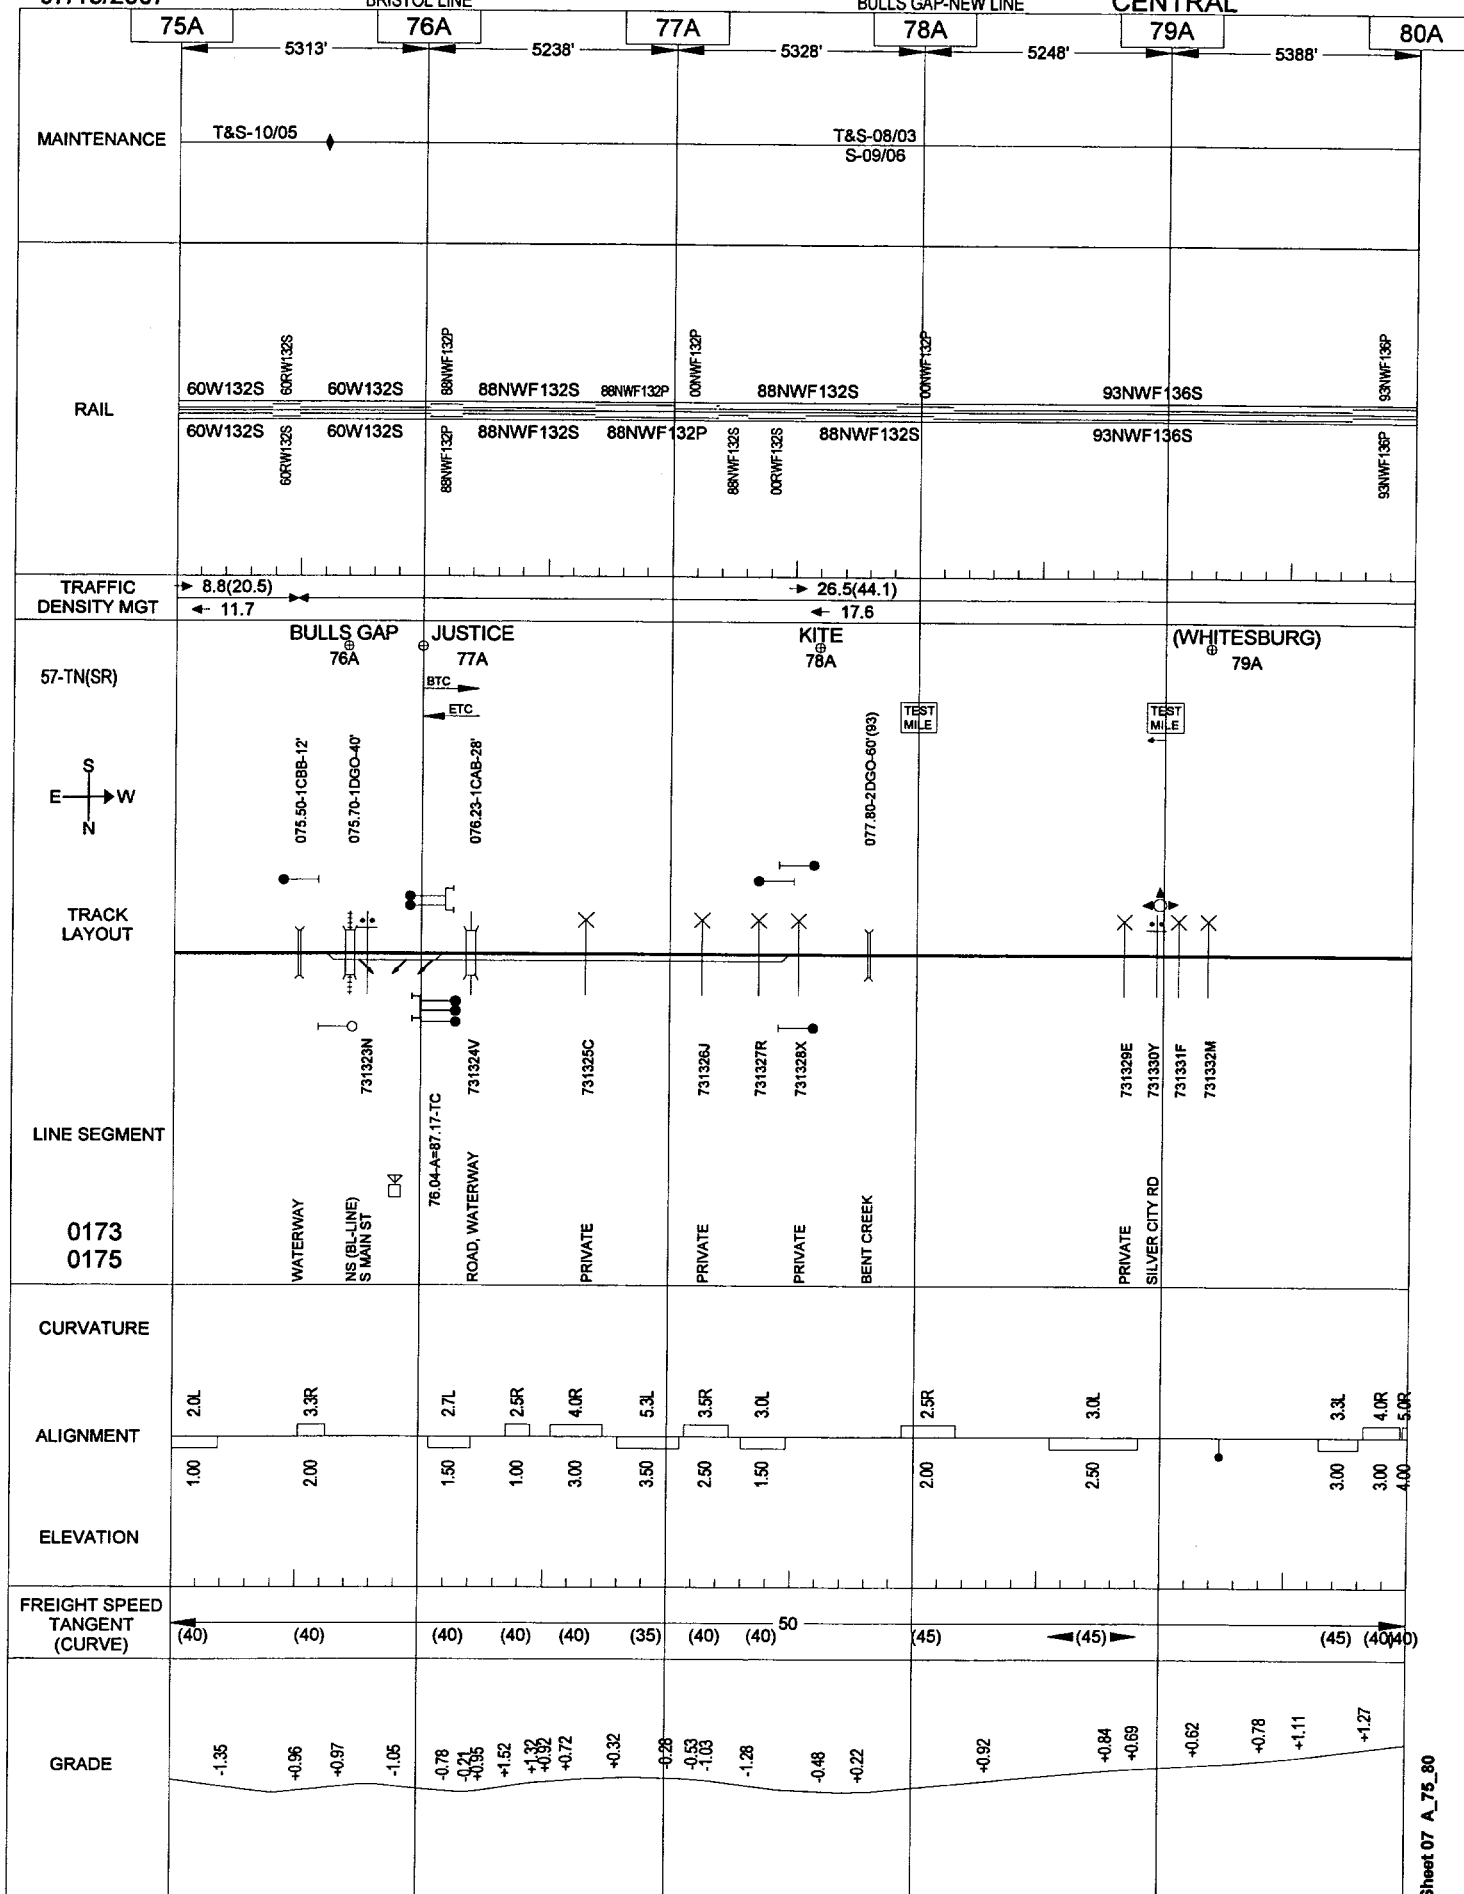 BRISTOL LINE
BULLS GAP-NEW LINE
CENTRAL
75A
76A
77A
78A
79A
80A
5313'
5238'
5328'
5248'
5388'
MAINTENANCE
T&S-10/05
T&S-08/03
S-09/06
RAIL
60W132S
60RW132S
60W132S
88NWF132P
88NWF132S
88NWF132P
00NWF132P
88NWF132S
00NWF132P
93NWF136S
93NWF136P
60W132S
60RW132S
60W132S
88NWF132P
88NWF132S
88NWF132P
88NWF132S
00RWF132S
88NWF132S
93NWF136S
93NWF136P
TRAFFIC
DENSITY MGT
8.8(20.5)
11.7
26.5(44.1)
17.6
57-TN(SR)
BULLS GAP
76A
JUSTICE
77A
KITE
78A
(WHITESBURG)
79A
BTC
ETC
TEST
MILE
TEST
MILE
S
E
W
N
075.50-1CBB-12'
075.70-1DGO-40'
076.23-1CAB-28'
077.80-2DGO-60'(93)
TRACK
LAYOUT
731323N
731324V
731325C
731326J
731327R
731328X
731329E
731330Y
731331F
731332M
LINE SEGMENT
0173
0175
76.04-A=87.17-TC
WATERWAY
NS (BL-LINE)
S MAIN ST
ROAD, WATERWAY
PRIVATE
PRIVATE
PRIVATE
BENT CREEK
PRIVATE
SILVER CITY RD
CURVATURE
2.0L
3.3R
2.7L
2.5R
4.0R
5.3L
3.5R
3.0L
2.5R
3.0L
3.3L
4.0R
5.0R
ALIGNMENT
1.00
2.00
1.50
1.00
3.00
3.50
2.50
1.50
2.00
2.50
3.00
3.00
4.00
ELEVATION
FREIGHT SPEED
TANGENT
(CURVE)
50
(40)
(40)
(40)
(40)
(40)
(35)
(40)
(40)
(45)
(45)
(45)
(40)
(40)
GRADE
-1.35
+0.96
+0.97
-1.05
-0.78
-0.21
+0.95
+1.52
+1.32
+0.92
+0.72
+0.32
-0.28
-0.53
-1.03
-1.28
-0.48
+0.22
+0.92
+0.84
+0.69
+0.62
+0.78
+1.11
+1.27
Sheet 07 A_75_80